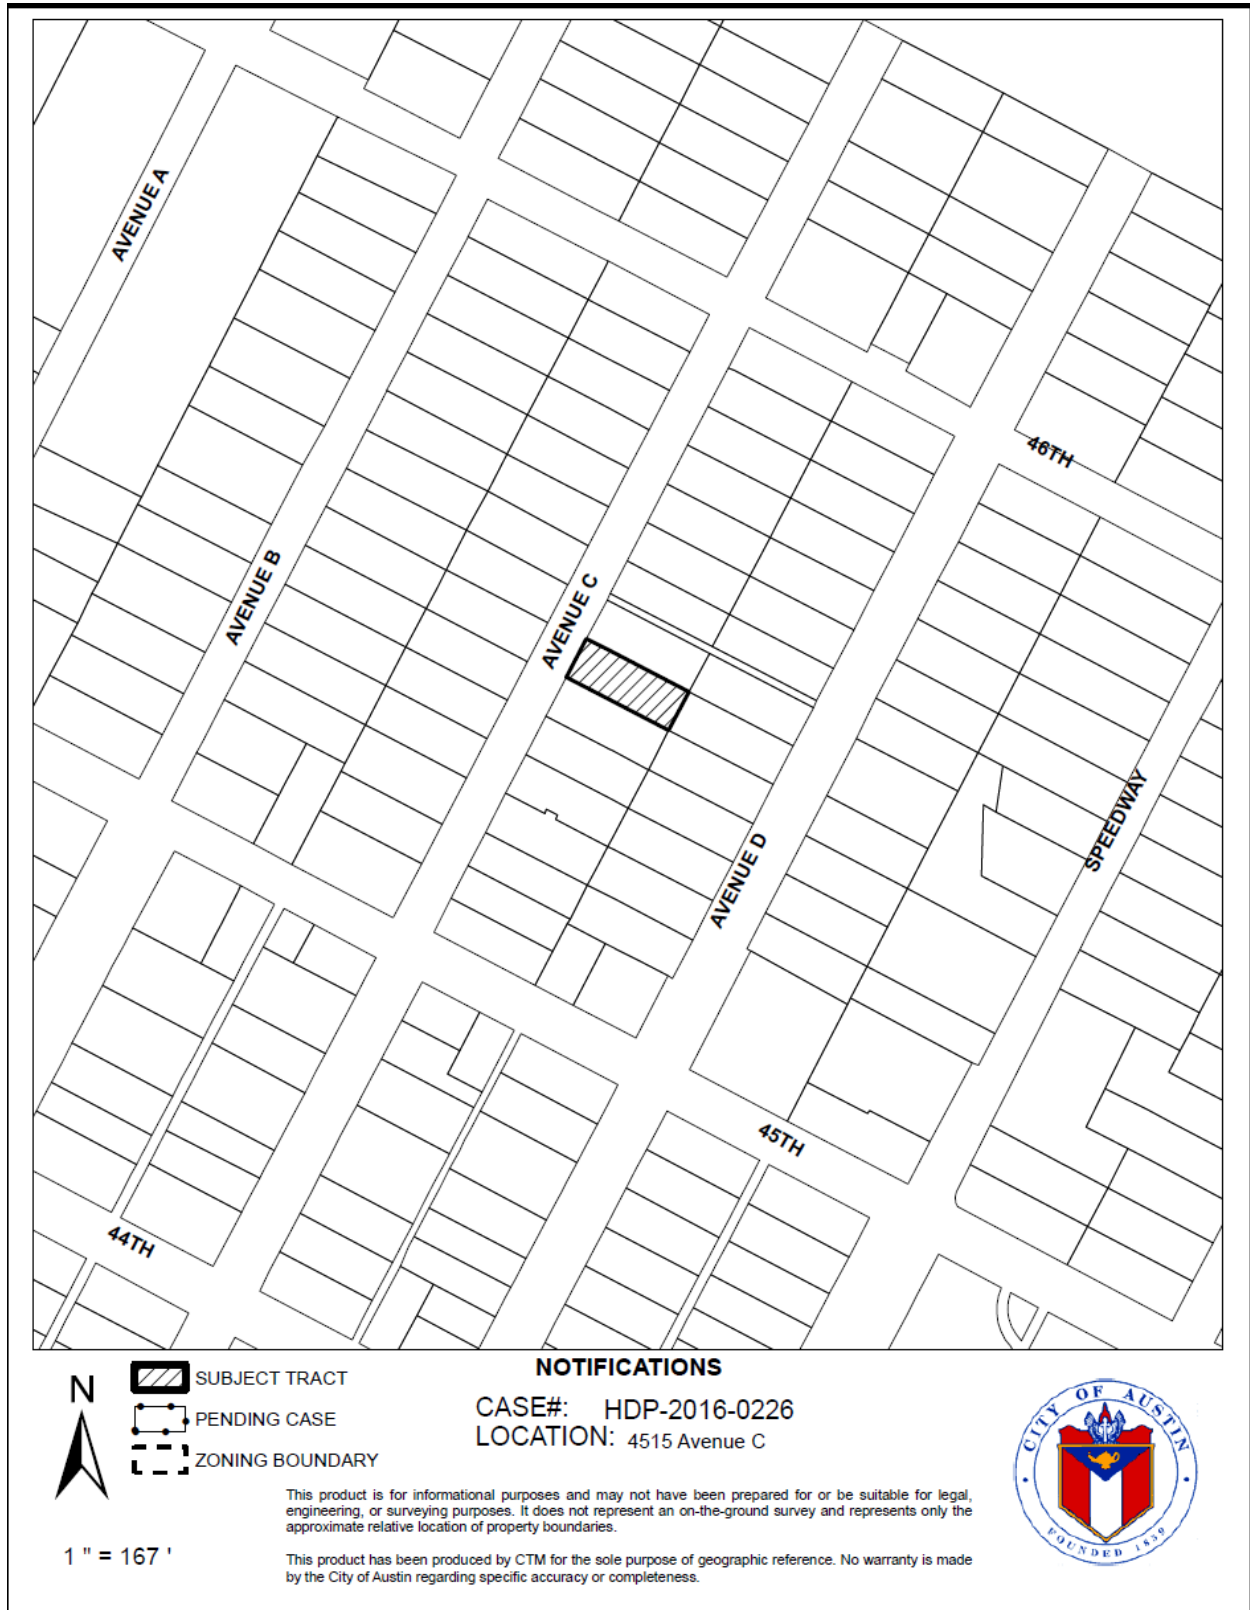 AVENUE A
46TH
AVENUE B
AVENUE C
SPEEDWAY
AVENUE D
45TH
44TH
NOTIFICATIONS
N
SUBJECT TRACT
PENDING CASE
ZONING BOUNDARY
CASE#: HDP-2016-0226
LOCATION: 4515 Avenue C
CITY OF AUSTIN
FOUNDED 1839
This product is for informational purposes and may not have been prepared for or be suitable for legal,
engineering, or surveying purposes. It does not represent an on-the-ground survey and represents only the
approximate relative location of property boundaries.
1 " = 167 '
This product has been produced by CTM for the sole purpose of geographic reference. No warranty is made
by the City of Austin regarding specific accuracy or completeness.